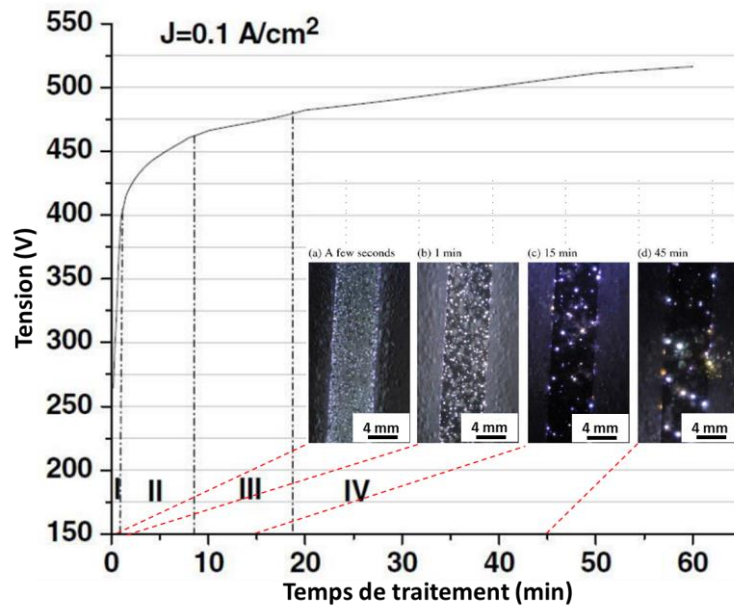 J=0.1 A/cm²
Tension (V)
550
500
450
400
350
300
250
200
150
(a) A few seconds
(b) 1 min
(c) 15 min
(d) 45 min
4 mm
4 mm
4 mm
4 mm
I
II
III
IV
0
10
20
30
40
50
60
Temps de traitement (min)